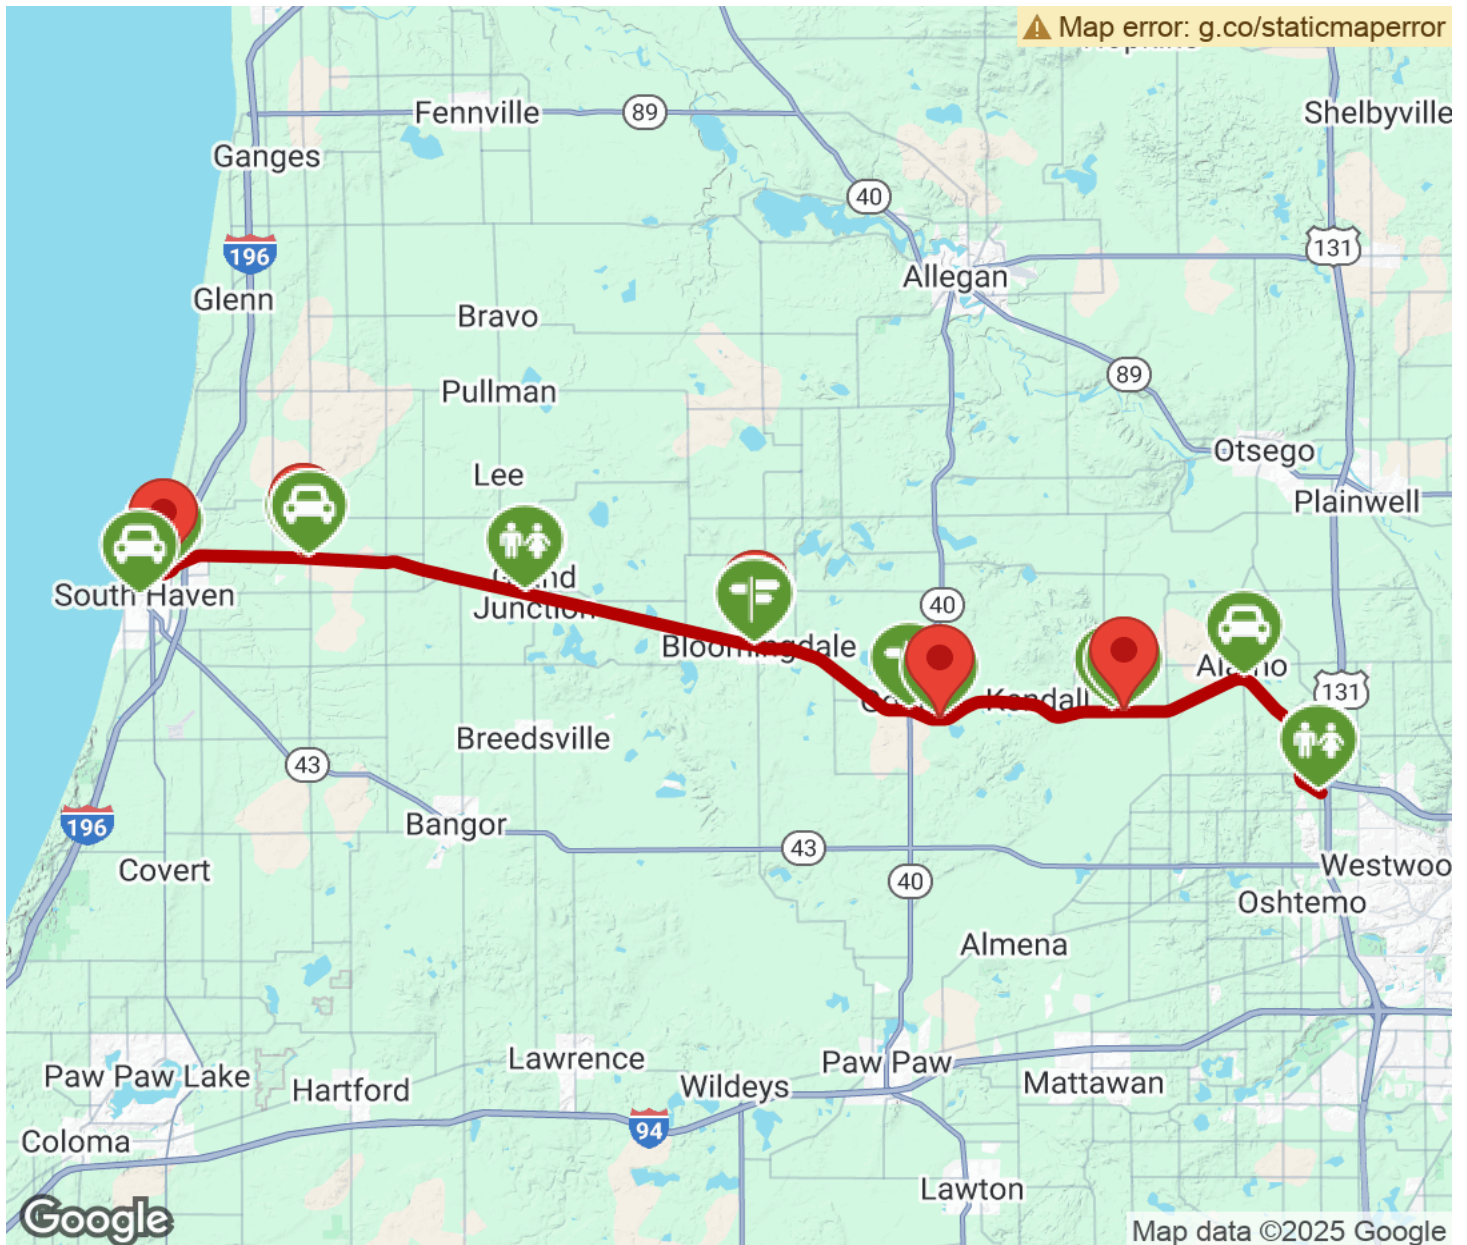 Map error: g.co/staticmaperror
Shelbyville
Fennville
89
Ganges
40
196
131
Allegan
Glenn
Bravo
89
Pullman
Otsego
Lee
Plainwell
Junction
South Haven
40
Bloomingdale
Kendall
131
Breedsville
43
Bangor
196
43
Covert
40
Westwoo
Oshtemo
Almena
Lawrence
Paw Paw
Paw Paw Lake
Hartford
Wildeys
Mattawan
94
Coloma
Lawton
Google
Map data ©2025 Google